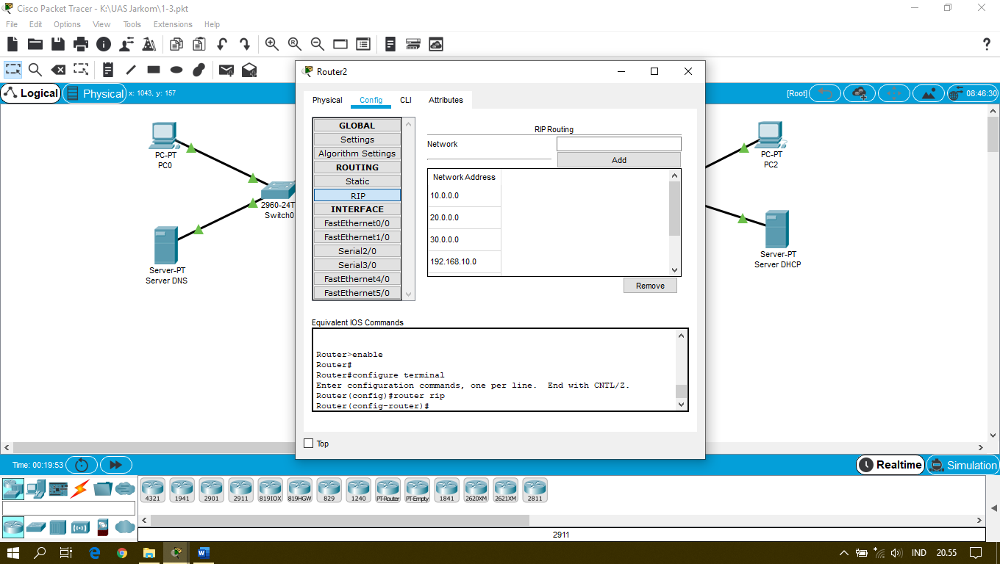 Cisco Packet Tracer - K:\UAS Jarkom\1-3.pkt
File Edit Options View Tools Extensions Help
Logical
Physical
x: 1043, y: 157
[Root]
08:46:30
PC-PT
PC0
2960-24T
Switch0
Server-PT
Server DNS
PC-PT
PC2
Server-PT
Server DHCP
Router2
Physical Config CLI Attributes
GLOBAL
Settings
Algorithm Settings
ROUTING
Static
RIP
INTERFACE
FastEthernet0/0
FastEthernet1/0
Serial2/0
Serial3/0
FastEthernet4/0
FastEthernet5/0
RIP Routing
Network
Add
Network Address
10.0.0.0
20.0.0.0
30.0.0.0
192.168.10.0
Remove
Equivalent IOS Commands
Router>enable
Router#
Router#configure terminal
Enter configuration commands, one per line. End with CNTL/Z.
Router(config)#router rip
Router(config-router)#
Top
Time: 00:19:53
Realtime
Simulation
4321 1941 2901 2911 819IOX 819HGW 829 1240 PT-Router PT-Empty 1841 2620XM 2621XM 2811
2911
IND 20.55